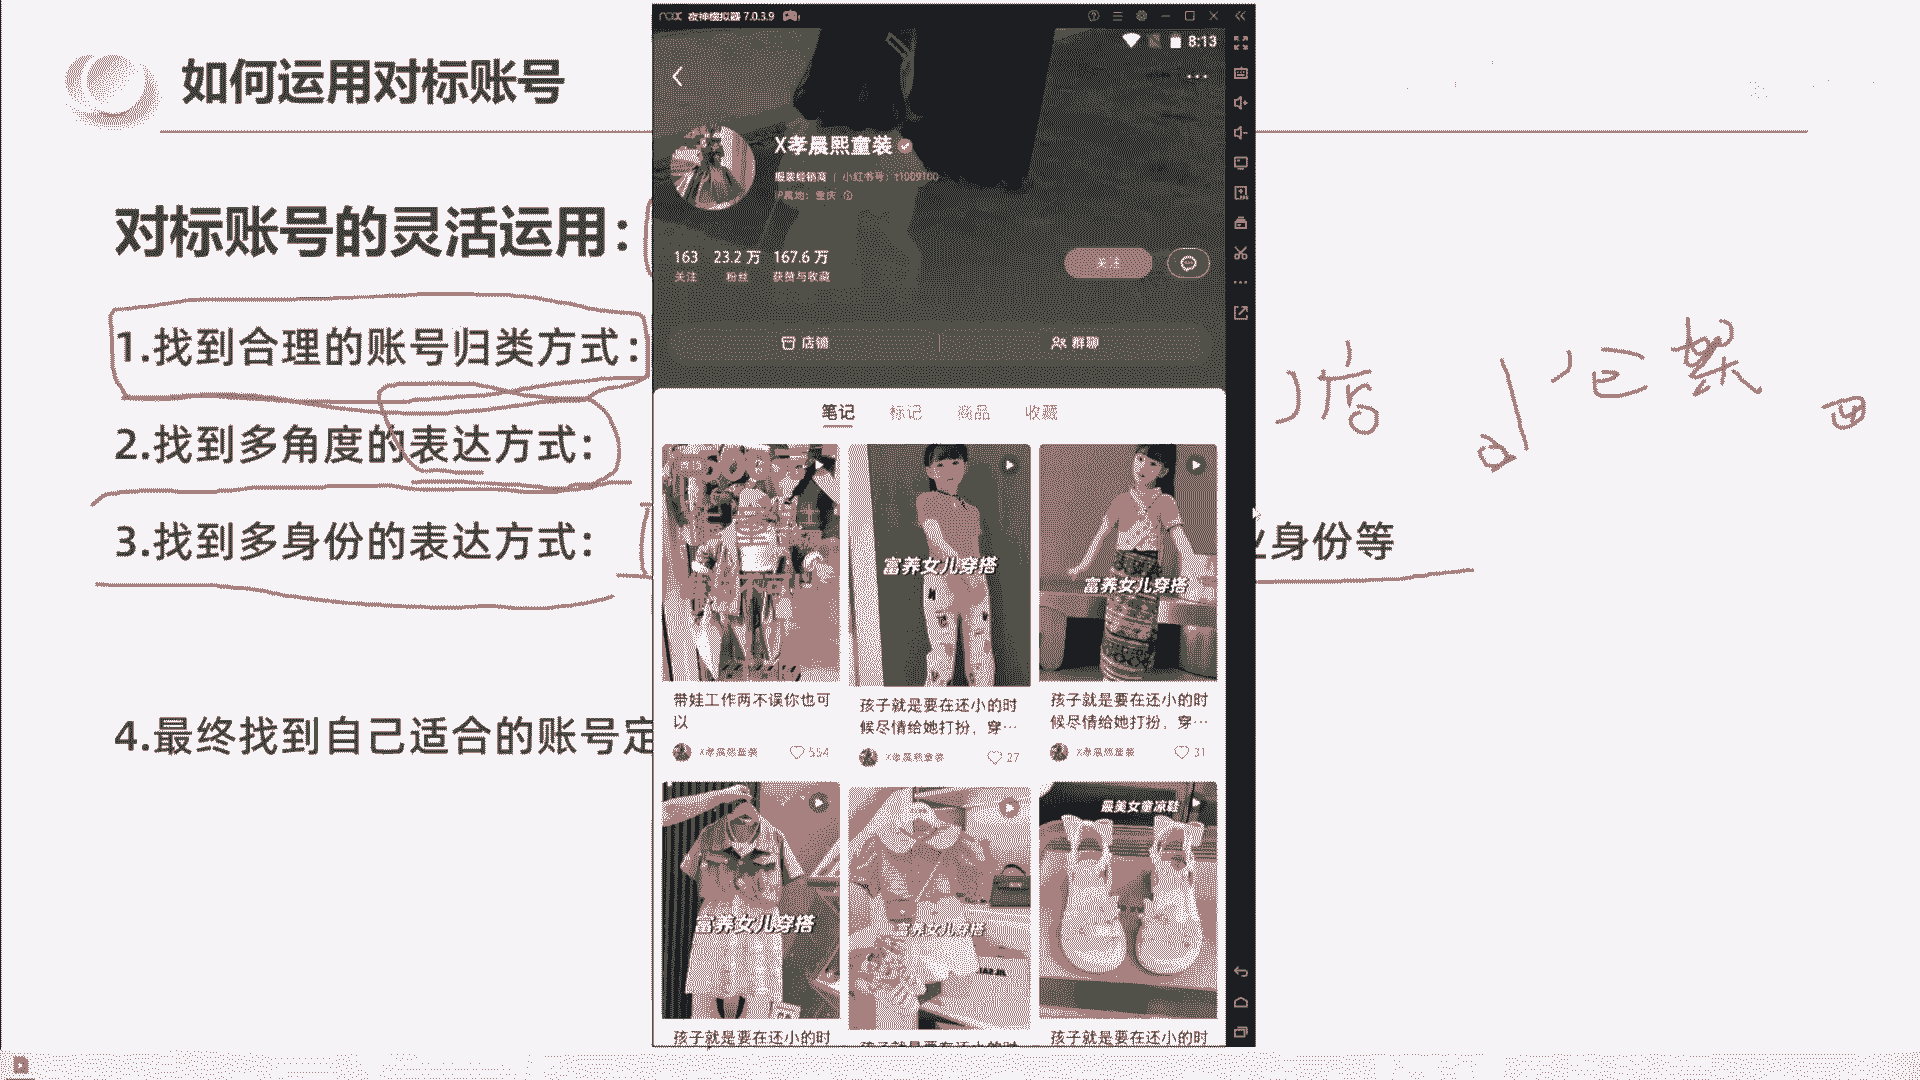 如何运用对标账号
对标账号的灵活运用：
1.找到合理的账号归类方式：
2.找到多角度的表达方式：
3.找到多身份的表达方式：
身份等
4.最终找到自己适合的账号定
nox 夜神模拟器 7.0.3.9
8:13
X孝晨熙童装
服装经销商 | 小红书号：t1009100
IP属地：重庆
163 关注
23.2 万 粉丝
167.6 万 获赞与收藏
关注
店铺
群聊
笔记 标记 商品 收藏
富养女儿穿搭
富养女儿穿搭
带娃工作两不误你也可以
X孝晨熙童装 554
孩子就是要在还小的时候尽情给她打扮，穿…
X孝晨熙童装 27
孩子就是要在还小的时候尽情给她打扮，穿…
X孝晨熙童装 31
富养女儿穿搭
富养女儿穿搭
最美女童凉鞋
孩子就是要在还小的时
孩子就是要在还小的时
孩子就是要在还小的时
店